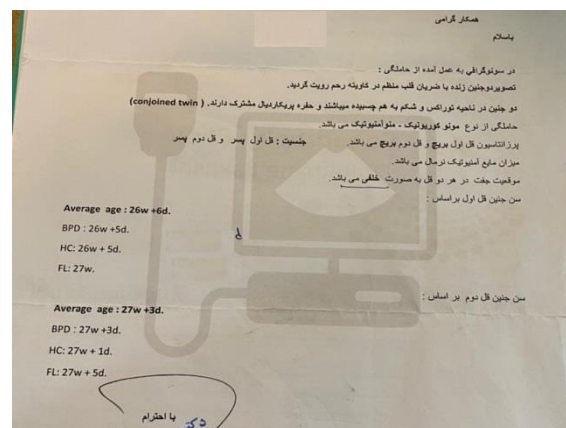 همکار گرامی
باسلام
در سونوگرافی به عمل آمده از حاملگی :
تصویردوجنین زنده با ضربان قلب منظم در کاویته رحم رویت گردید.
دو جنین در ناحیه توراکس و شکم به هم چسبیده میباشند و حفره پریکاردیال مشترک دارند. ( conjoined twin)
حاملگی از نوع مونو کوریونیک - منوآمنیوتیک می باشد.
پرزانتاسیون قل اول بریچ و قل دوم بریچ می باشد. جنسیت : قل اول پسر و قل دوم پسر
میزان مایع آمنیوتیک نرمال می باشد.
موقعیت جفت در هر دو قل به صورت خلفی می باشد.
سن جنین قل اول براساس :
Average age : 26w +6d.
BPD : 26w +5d.
HC: 26w + 5d.
FL: 27w.
سن جنین قل دوم بر اساس :
Average age : 27w +3d.
BPD : 27w +3d.
HC: 27w + 1d.
FL: 27w + 5d.
با احترام